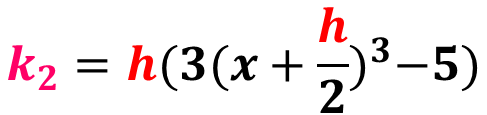 k₂ = h(3(x + h/2)³−5)